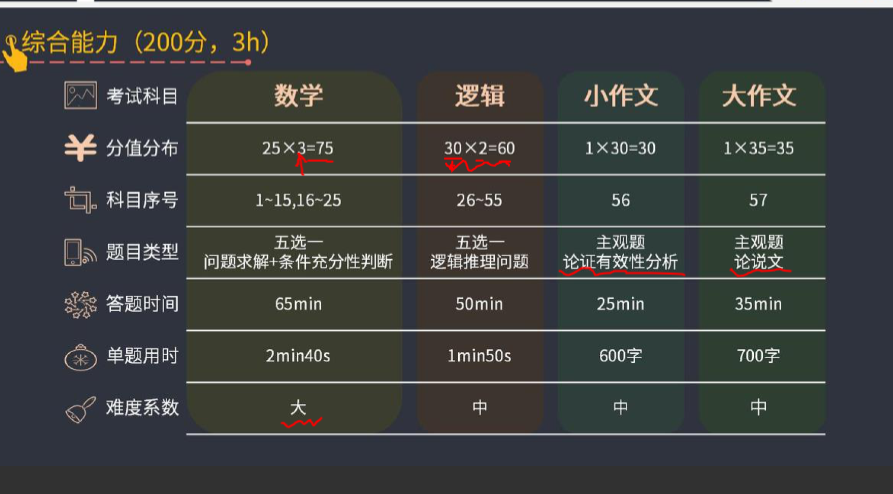 综合能力（200分，3h）
考试科目 数学 逻辑 小作文 大作文
分值分布 25×3=75 30×2=60 1×30=30 1×35=35
科目序号 1~15,16~25 26~55 56 57
题目类型 五选一 五选一 主观题 主观题
问题求解+条件充分性判断 逻辑推理问题 论证有效性分析 论说文
答题时间 65min 50min 25min 35min
单题用时 2min40s 1min50s 600字 700字
难度系数 大 中 中 中